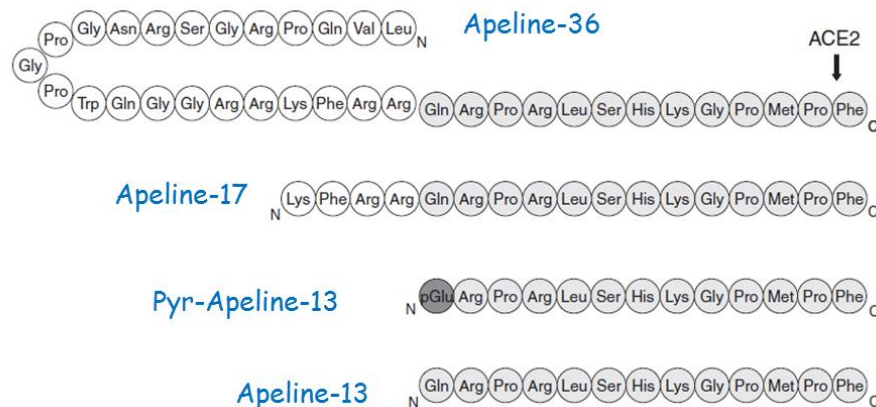 Apeline-36
Gly Asn Arg Ser Gly Arg Pro Gln Val Leu N
Pro
Gly
Pro
ACE2
Trp Gln Gly Gly Arg Arg Lys Phe Arg Arg Gln Arg Pro Arg Leu Ser His Lys Gly Pro Met Pro Phe C
Apeline-17
N Lys Phe Arg Arg Gln Arg Pro Arg Leu Ser His Lys Gly Pro Met Pro Phe C
Pyr-Apeline-13
N pGlu Arg Pro Arg Leu Ser His Lys Gly Pro Met Pro Phe C
Apeline-13
N Gln Arg Pro Arg Leu Ser His Lys Gly Pro Met Pro Phe C